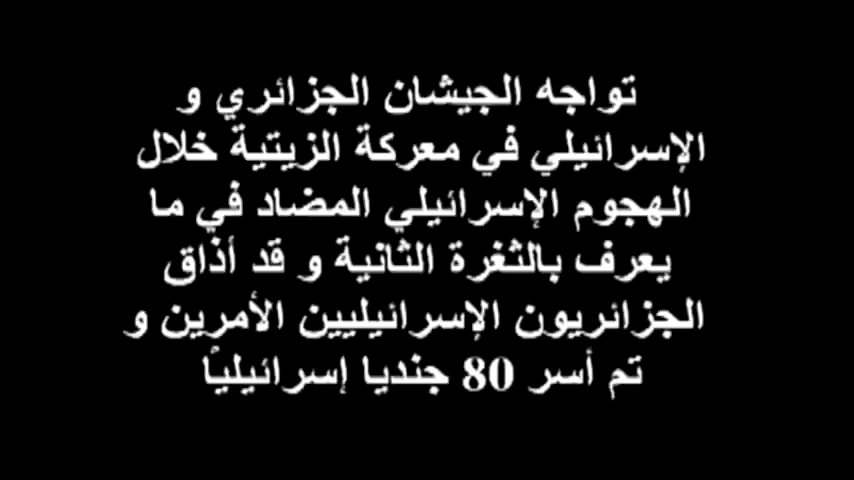 تواجه الجيشان الجزائري و
الإسرائيلي في معركة الزيتية خلال
الهجوم الإسرائيلي المضاد في ما
يعرف بالثغرة الثانية و قد أذاق
الجزائريون الإسرائيليين الأمرين و
تم أسر 80 جنديا إسرائيلياً